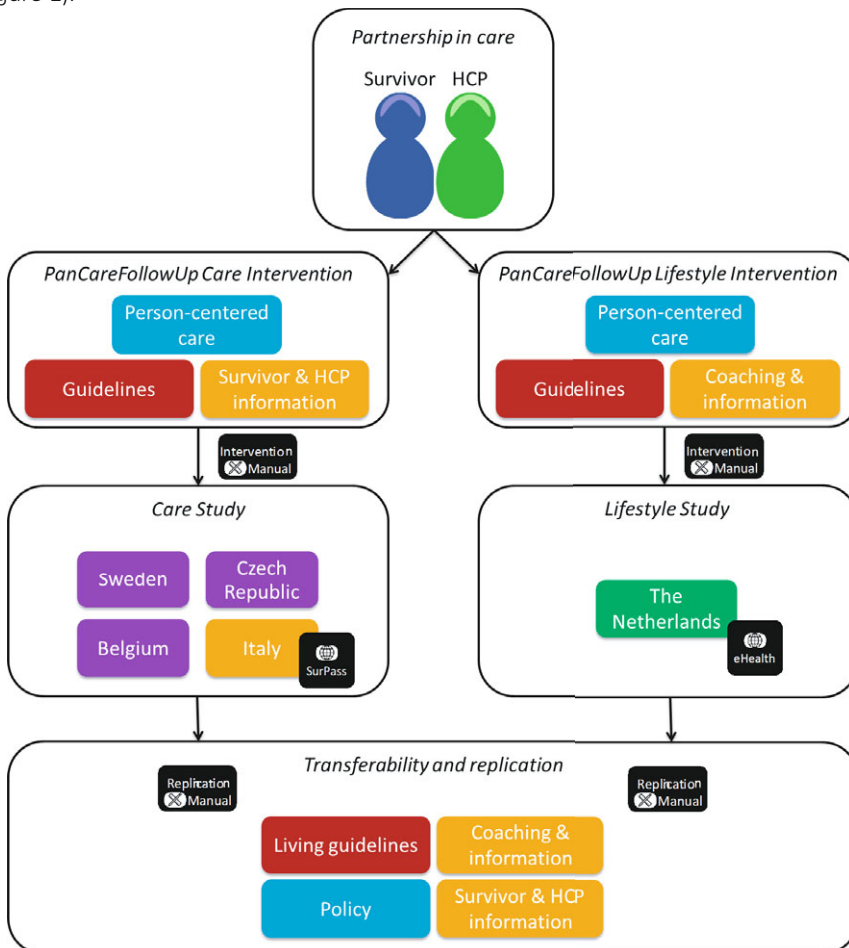 gure 1).
Partnership in care
Survivor HCP
PanCareFollowUp Care Intervention
Person-centered
care
Guidelines
Survivor & HCP
information
PanCareFollowUp Lifestyle Intervention
Person-centered
care
Guidelines
Coaching &
information
Intervention
Manual
Intervention
Manual
Care Study
Sweden
Czech
Republic
Belgium
Italy
SurPass
Lifestyle Study
The
Netherlands
eHealth
Transferability and replication
Replication
Manual
Replication
Manual
Living guidelines
Coaching &
information
Policy
Survivor & HCP
information